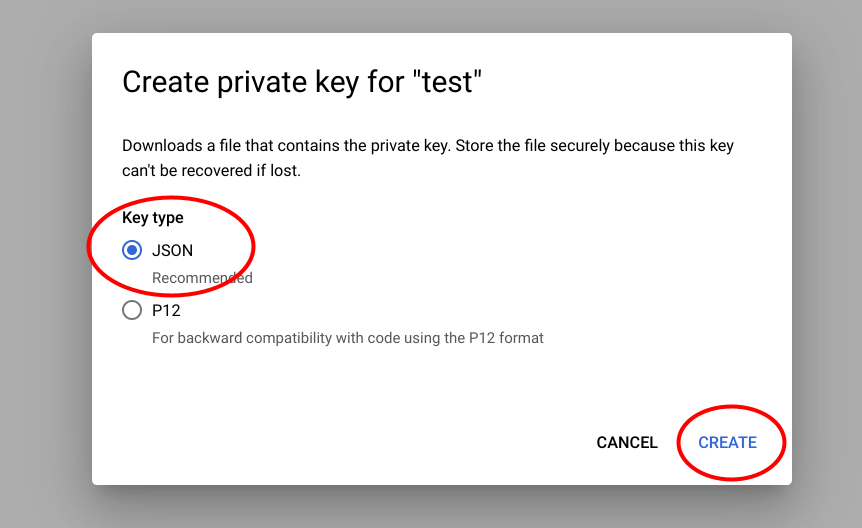 Create private key for "test"
Downloads a file that contains the private key. Store the file securely because this key
can't be recovered if lost.
Key type
JSON
Recommended
P12
For backward compatibility with code using the P12 format
CANCEL CREATE